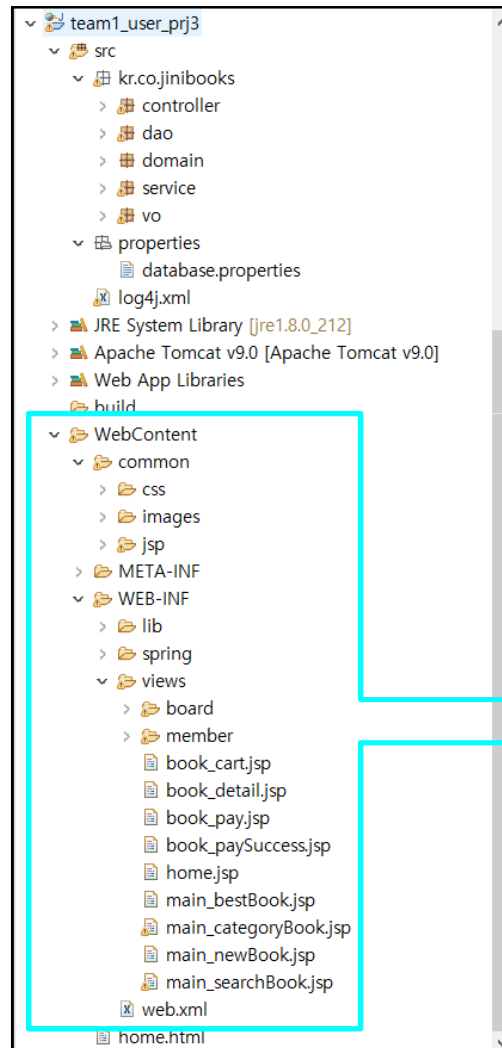 team1_user_prj3
src
kr.co.jinibooks
controller
dao
domain
service
vo
properties
database.properties
log4j.xml
JRE System Library [jre1.8.0_212]
Apache Tomcat v9.0 [Apache Tomcat v9.0]
Web App Libraries
build
WebContent
common
css
images
jsp
META-INF
WEB-INF
lib
spring
views
board
member
book_cart.jsp
book_detail.jsp
book_pay.jsp
book_paySuccess.jsp
home.jsp
main_bestBook.jsp
main_categoryBook.jsp
main_newBook.jsp
main_searchBook.jsp
web.xml
home.html